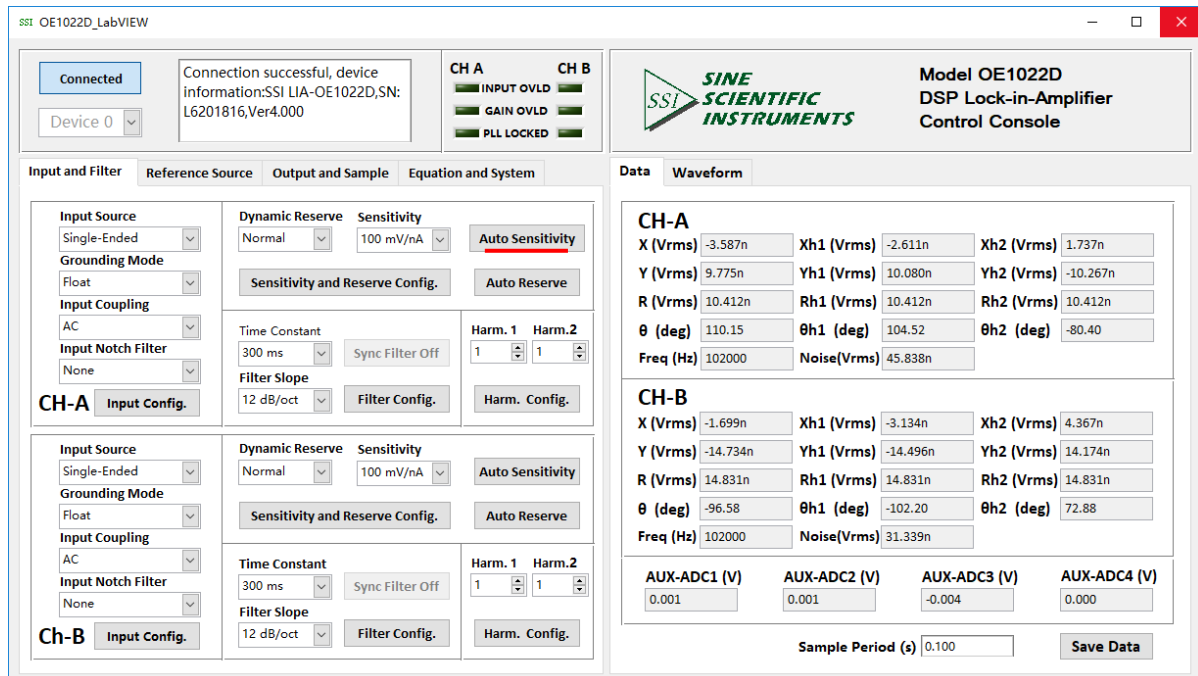 SSI OE1022D_LabVIEW
Connected
Device 0
Connection successful, device
information:SSI LIA-OE1022D,SN:
L6201816,Ver4.000
CH A CH B
INPUT OVLD
GAIN OVLD
PLL LOCKED
SSI
SINE
SCIENTIFIC
INSTRUMENTS
Model OE1022D
DSP Lock-in-Amplifier
Control Console
Input and Filter Reference Source Output and Sample Equation and System
Input Source
Single-Ended
Grounding Mode
Float
Input Coupling
AC
Input Notch Filter
None
CH-A Input Config.
Dynamic Reserve Sensitivity
Normal 100 mV/nA Auto Sensitivity
Sensitivity and Reserve Config. Auto Reserve
Time Constant
300 ms Sync Filter Off
Filter Slope
12 dB/oct Filter Config.
Harm. 1 Harm.2
1 1
Harm. Config.
Input Source
Single-Ended
Grounding Mode
Float
Input Coupling
AC
Input Notch Filter
None
Ch-B Input Config.
Dynamic Reserve Sensitivity
Normal 100 mV/nA Auto Sensitivity
Sensitivity and Reserve Config. Auto Reserve
Time Constant
300 ms Sync Filter Off
Filter Slope
12 dB/oct Filter Config.
Harm. 1 Harm.2
1 1
Harm. Config.
Data Waveform
CH-A
X (Vrms) -3.587n Xh1 (Vrms) -2.611n Xh2 (Vrms) 1.737n
Y (Vrms) 9.775n Yh1 (Vrms) 10.080n Yh2 (Vrms) -10.267n
R (Vrms) 10.412n Rh1 (Vrms) 10.412n Rh2 (Vrms) 10.412n
θ (deg) 110.15 θh1 (deg) 104.52 θh2 (deg) -80.40
Freq (Hz) 102000 Noise(Vrms) 45.838n
CH-B
X (Vrms) -1.699n Xh1 (Vrms) -3.134n Xh2 (Vrms) 4.367n
Y (Vrms) -14.734n Yh1 (Vrms) -14.496n Yh2 (Vrms) 14.174n
R (Vrms) 14.831n Rh1 (Vrms) 14.831n Rh2 (Vrms) 14.831n
θ (deg) -96.58 θh1 (deg) -102.20 θh2 (deg) 72.88
Freq (Hz) 102000 Noise(Vrms) 31.339n
AUX-ADC1 (V) AUX-ADC2 (V) AUX-ADC3 (V) AUX-ADC4 (V)
0.001 0.001 -0.004 0.000
Sample Period (s) 0.100 Save Data